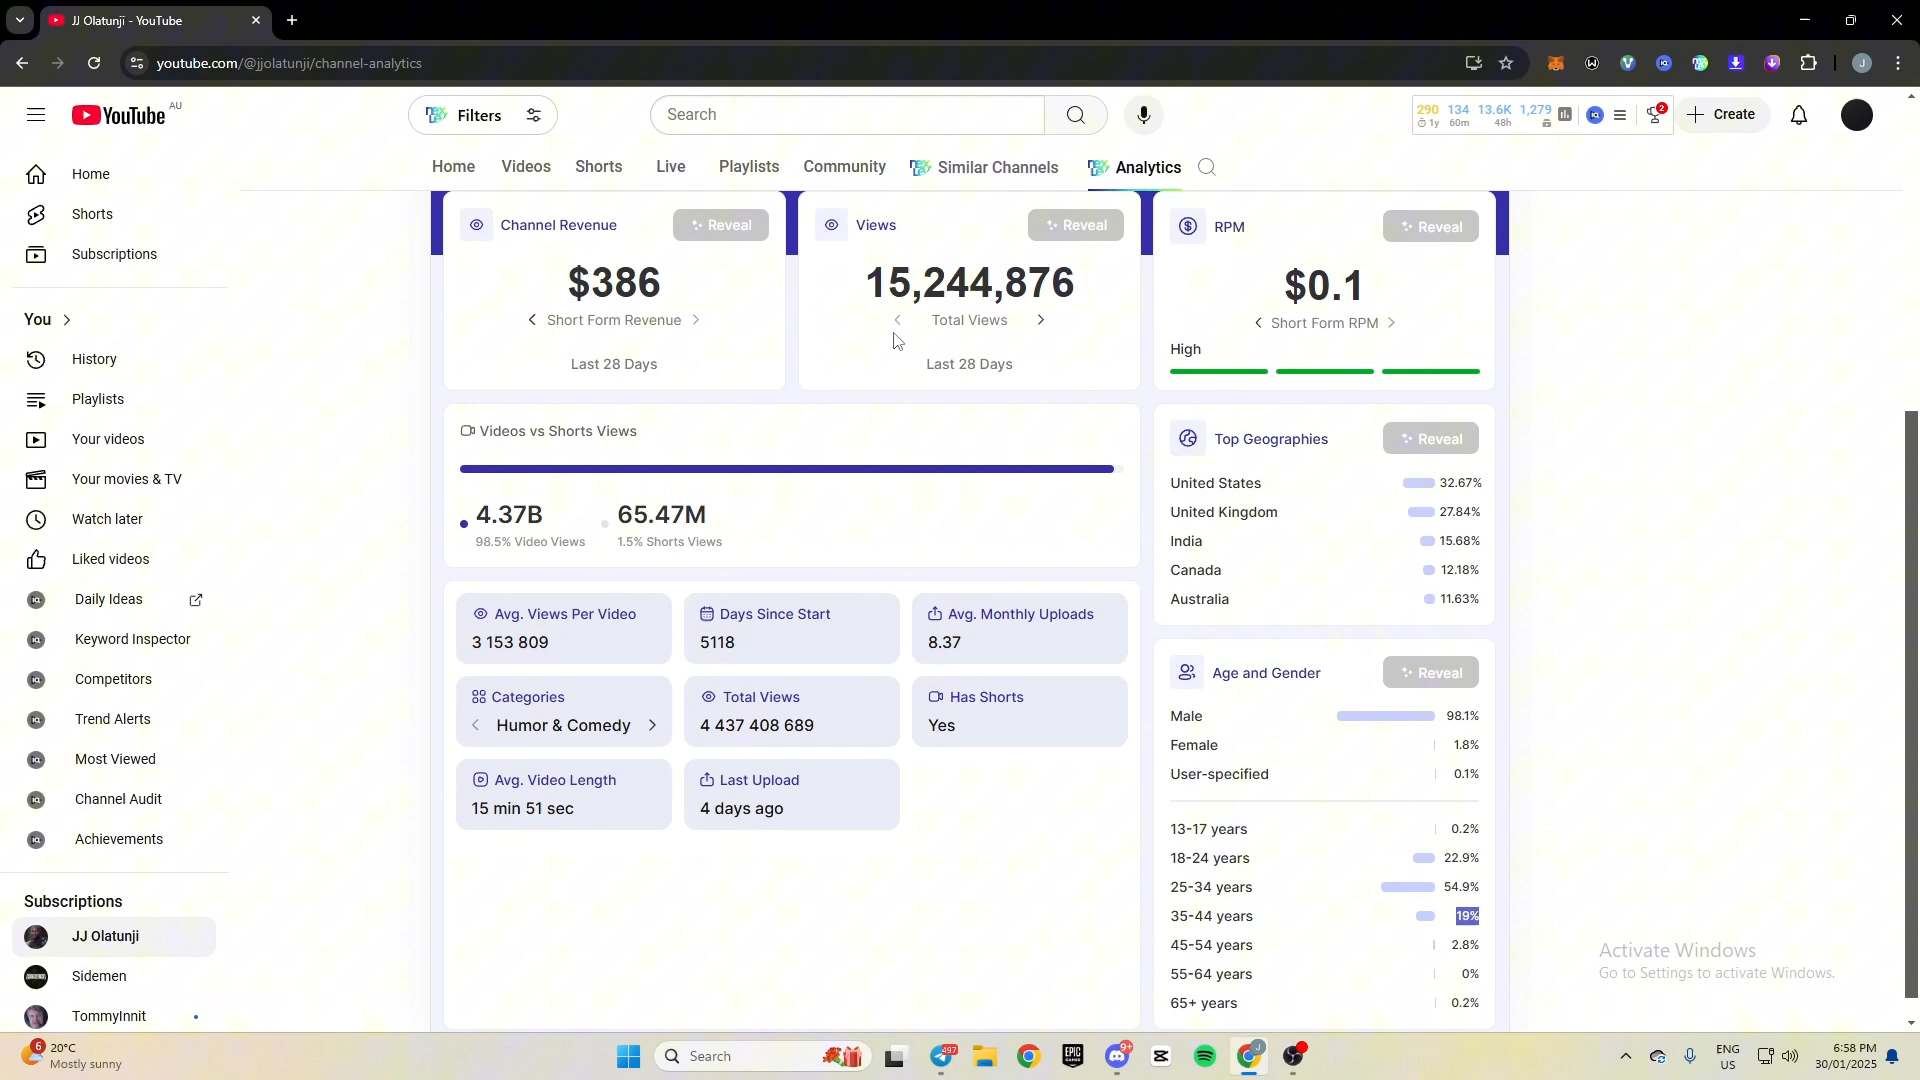 JJ Olatunji - YouTube
youtube.com/@jjolatunji/channel-analytics
YouTube AU
Filters
Search
290 134 13.6K 1,279
1y 60m 48h
2
Create
Home Videos Shorts Live Playlists Community Similar Channels Analytics
Home
Shorts
Subscriptions
You
History
Playlists
Your videos
Your movies & TV
Watch later
Liked videos
Daily Ideas
Keyword Inspector
Competitors
Trend Alerts
Most Viewed
Channel Audit
Achievements
Subscriptions
JJ Olatunji
Sidemen
TommyInnit
Channel Revenue Reveal
$386
Short Form Revenue
Last 28 Days
Views Reveal
15,244,876
Total Views
Last 28 Days
RPM Reveal
$0.1
Short Form RPM
High
Videos vs Shorts Views
4.37B 65.47M
98.5% Video Views 1.5% Shorts Views
Top Geographies Reveal
United States 32.67%
United Kingdom 27.84%
India 15.68%
Canada 12.18%
Australia 11.63%
Avg. Views Per Video
3 153 809
Days Since Start
5118
Avg. Monthly Uploads
8.37
Categories
Humor & Comedy
Total Views
4 437 408 689
Has Shorts
Yes
Avg. Video Length
15 min 51 sec
Last Upload
4 days ago
Age and Gender Reveal
Male 98.1%
Female 1.8%
User-specified 0.1%
13-17 years 0.2%
18-24 years 22.9%
25-34 years 54.9%
35-44 years 19%
45-54 years 2.8%
55-64 years 0%
65+ years 0.2%
Activate Windows
Go to Settings to activate Windows.
6
20°C
Mostly sunny
Search
497
EPIC GAMES
9+
J
ENG
US
6:58 PM
30/01/2025